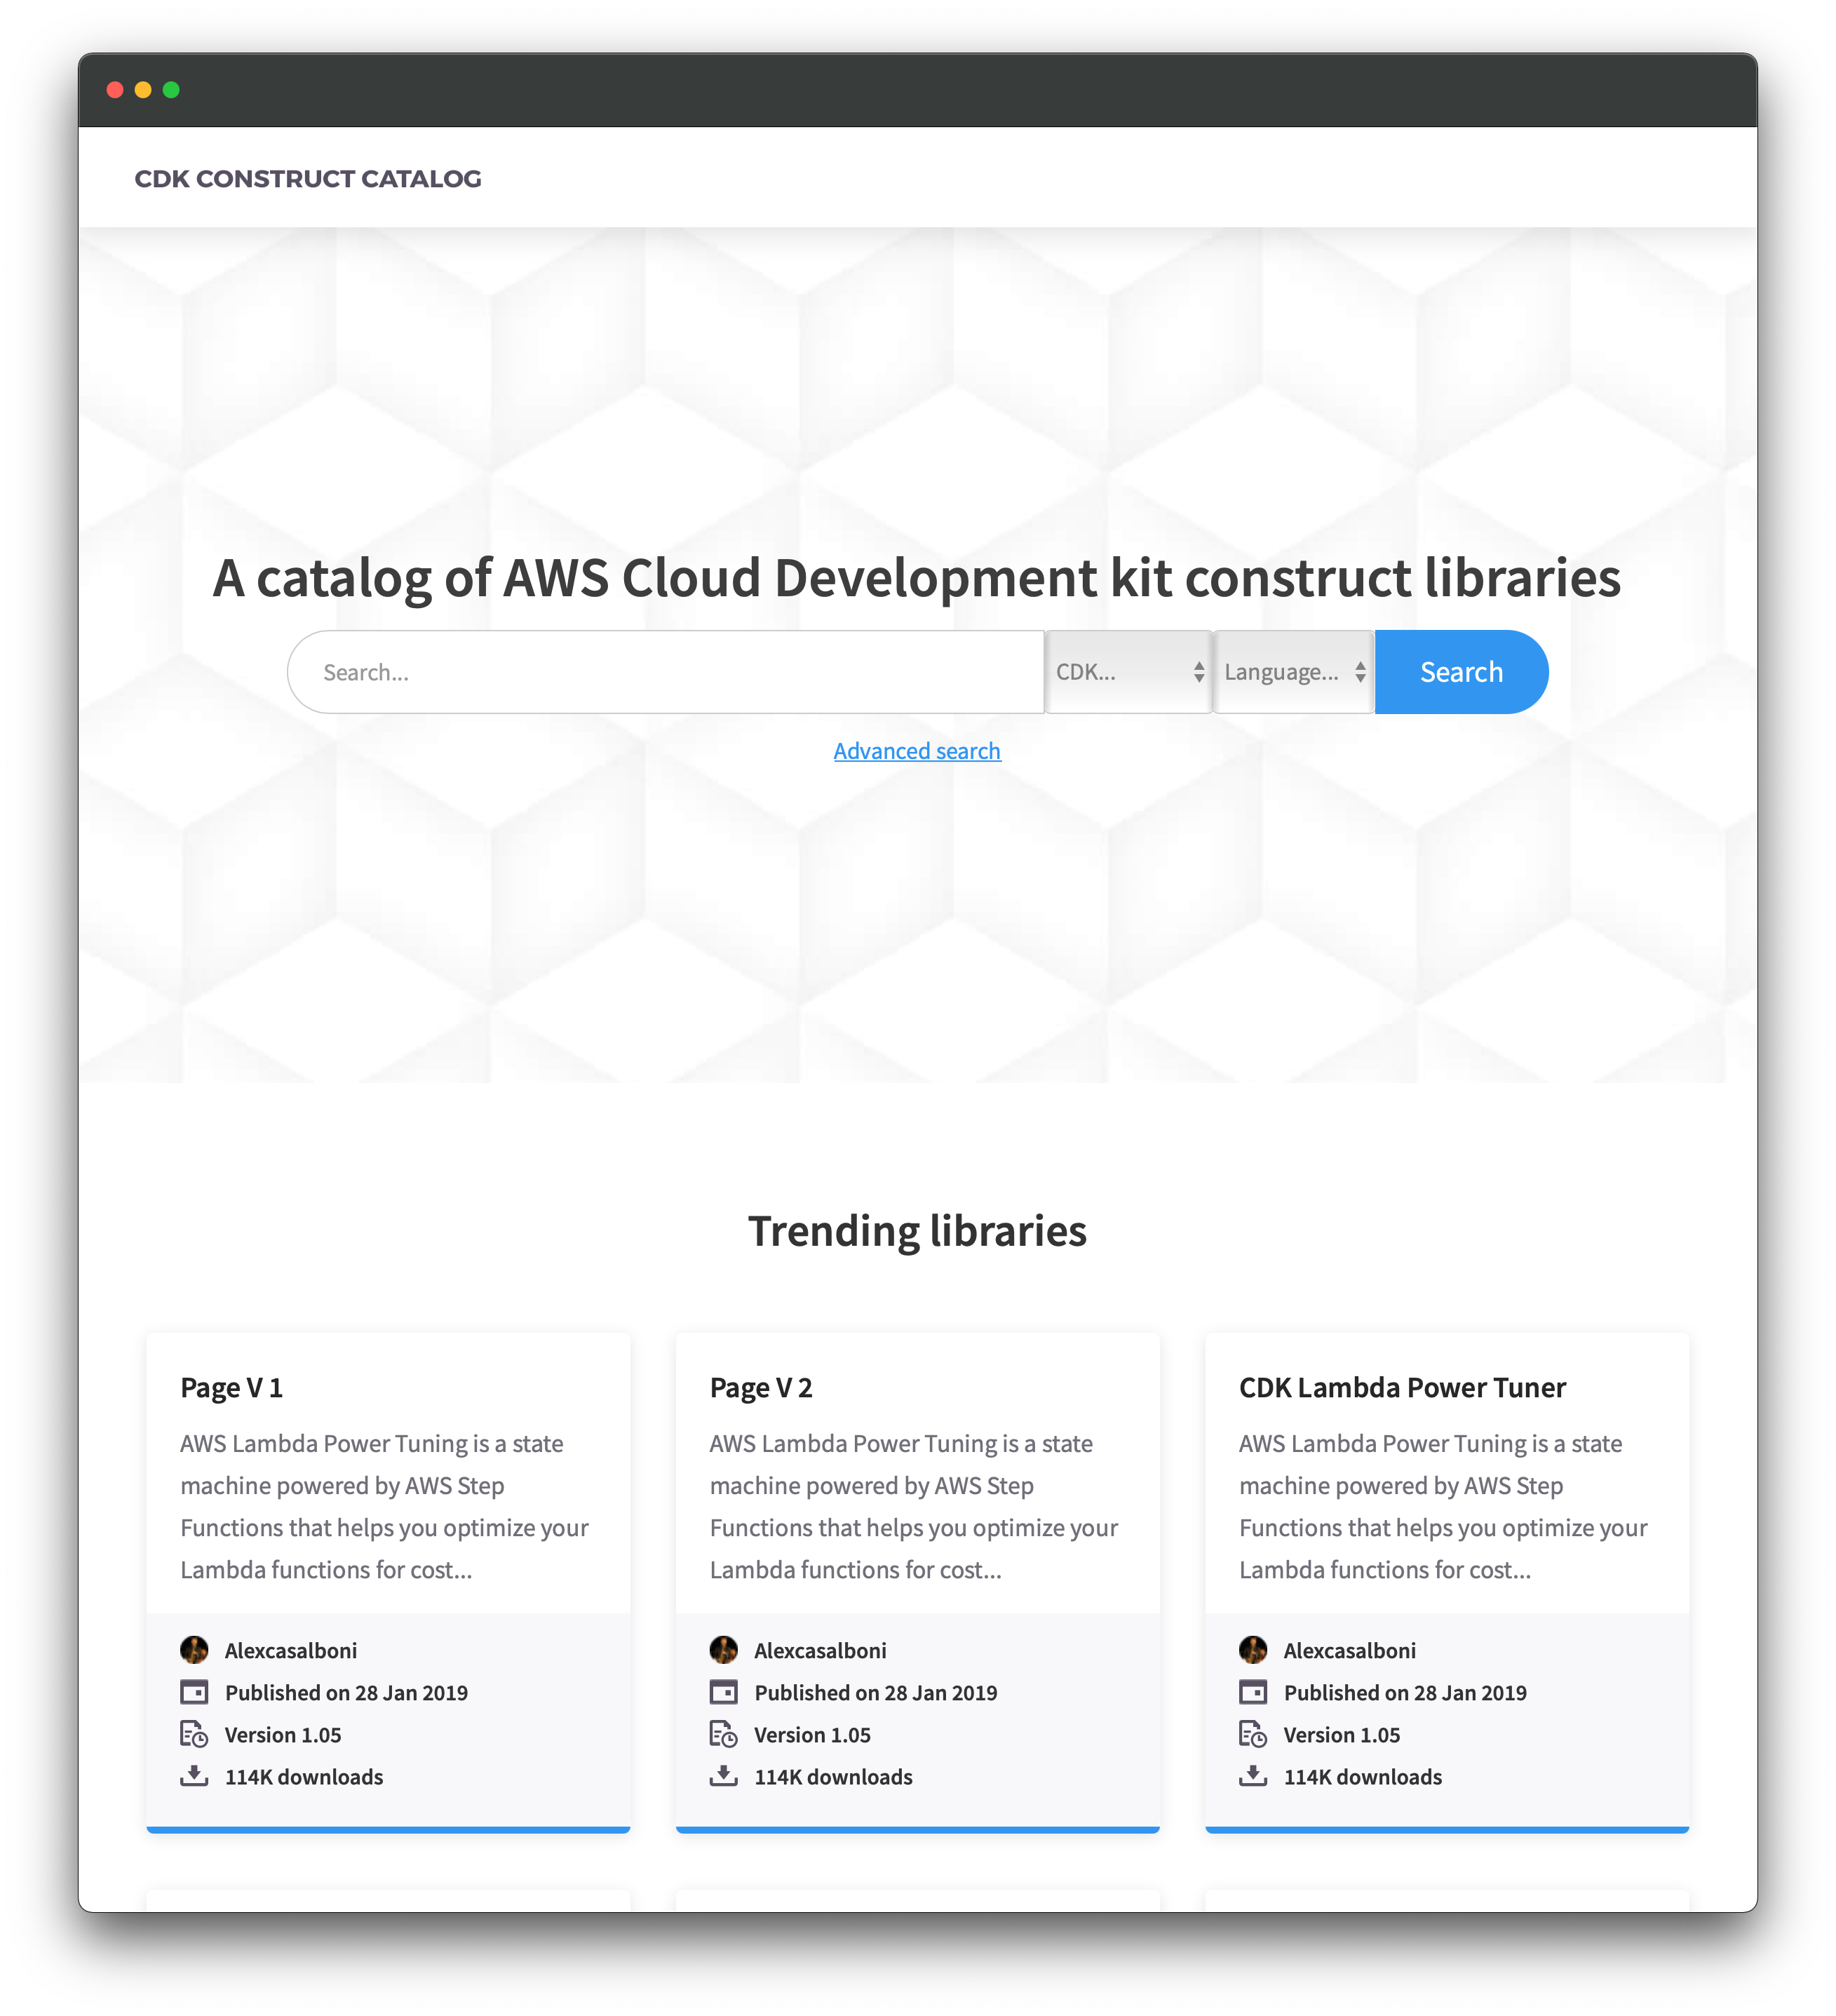 CDK CONSTRUCT CATALOG
A catalog of AWS Cloud Development kit construct libraries
Search... CDK... Language... Search
Advanced search
Trending libraries
Page V 1
AWS Lambda Power Tuning is a state
machine powered by AWS Step
Functions that helps you optimize your
Lambda functions for cost...
Alexcasalboni
Published on 28 Jan 2019
Version 1.05
114K downloads
Page V 2
AWS Lambda Power Tuning is a state
machine powered by AWS Step
Functions that helps you optimize your
Lambda functions for cost...
Alexcasalboni
Published on 28 Jan 2019
Version 1.05
114K downloads
CDK Lambda Power Tuner
AWS Lambda Power Tuning is a state
machine powered by AWS Step
Functions that helps you optimize your
Lambda functions for cost...
Alexcasalboni
Published on 28 Jan 2019
Version 1.05
114K downloads